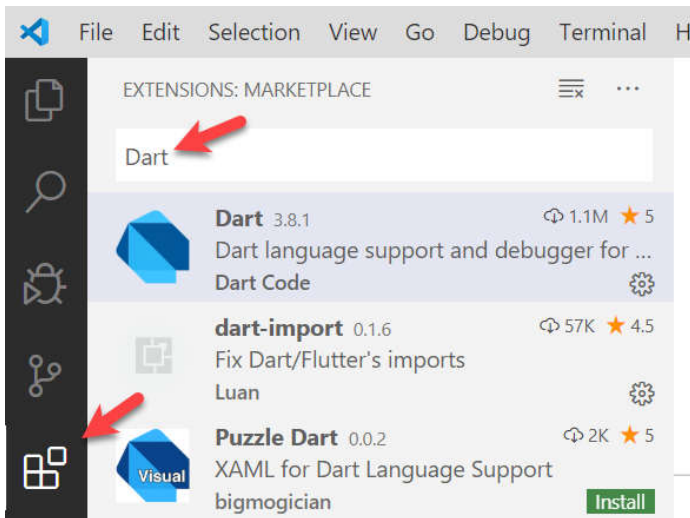 File Edit Selection View Go Debug Terminal H
EXTENSIONS: MARKETPLACE
Dart
Dart 3.8.1 1.1M 5
Dart language support and debugger for ...
Dart Code
dart-import 0.1.6 57K 4.5
Fix Dart/Flutter's imports
Luan
Puzzle Dart 0.0.2 2K 5
Visual
XAML for Dart Language Support
bigmogician Install